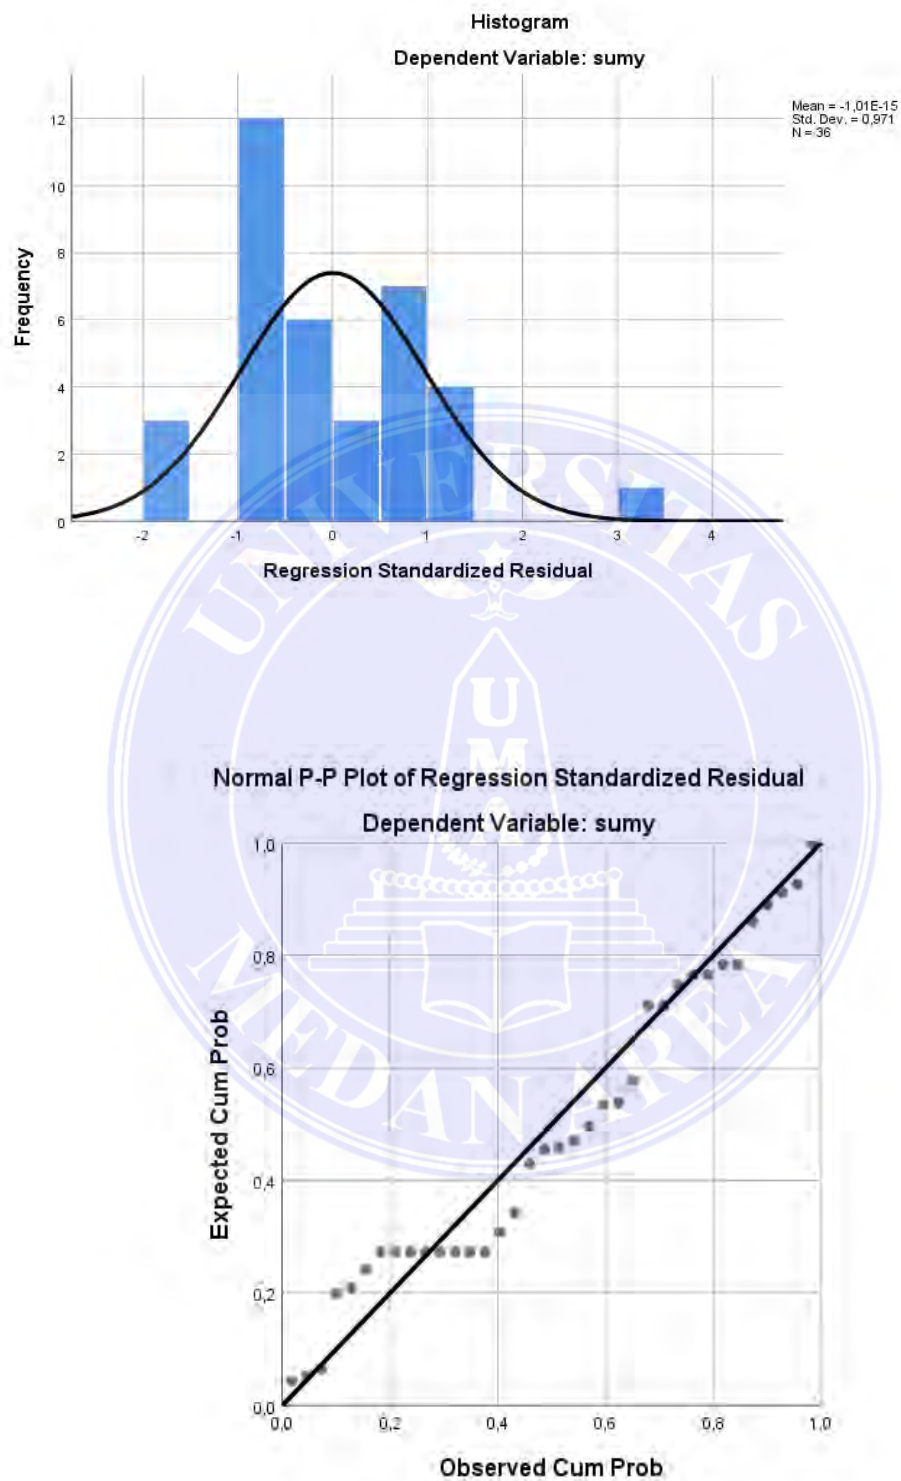 Histogram
Dependent Variable: sumy
Mean = -1,01E-15
Std. Dev. = 0,971
N = 36
Frequency
12
10
8
6
4
2
0
-2 -1 0 1 2 3 4
Regression Standardized Residual
UNIVERSITAS
UMA
MEDAN AREA
Normal P-P Plot of Regression Standardized Residual
Dependent Variable: sumy
Expected Cum Prob
1,0
0,8
0,6
0,4
0,2
0,0
0,0 0,2 0,4 0,6 0,8 1,0
Observed Cum Prob